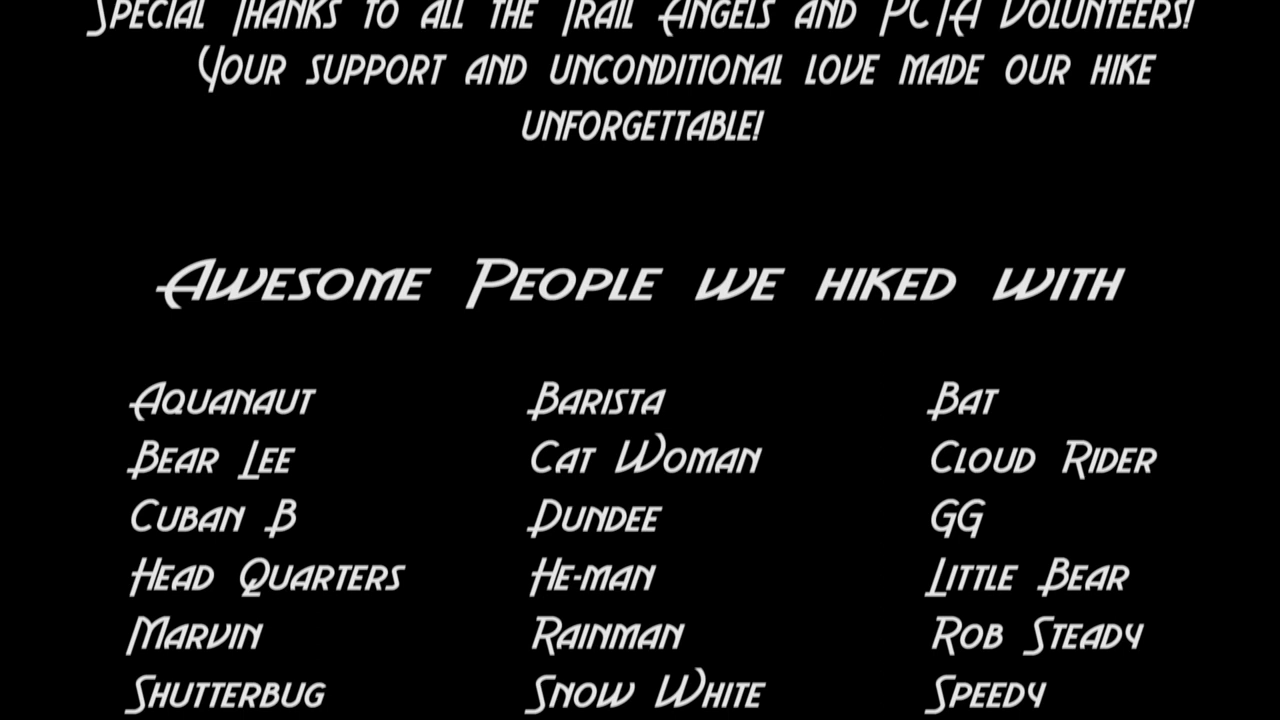 Special Thanks to all the Trail Angels and PCTA Volunteers!
Your support and unconditional love made our hike
unforgettable!
Awesome People we hiked with
Aquanaut Barista Bat
Bear Lee Cat Woman Cloud Rider
Cuban B Dundee GG
Head Quarters He-man Little Bear
Marvin Rainman Rob Steady
Shutterbug Snow White Speedy